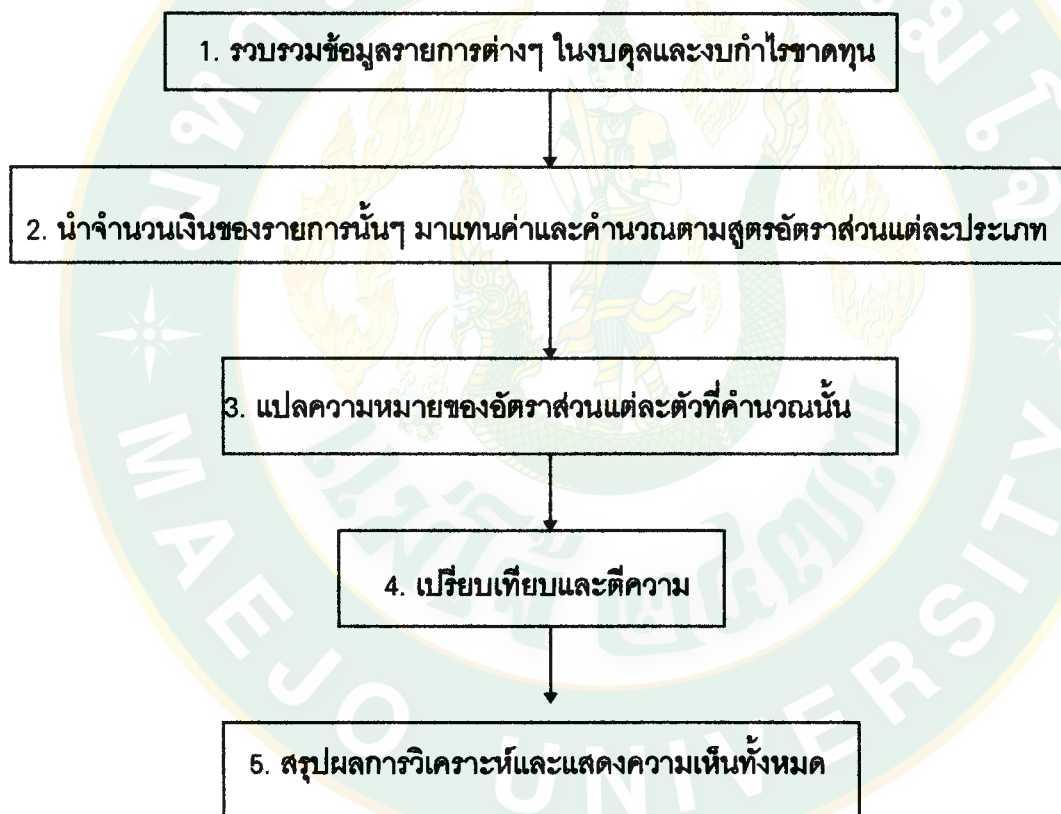 1. รวบรวมข้อมูลรายการต่างๆ ในงบดุลและงบกำไรขาดทุน
2. นำจำนวนเงินของรายการนั้นๆ มาแทนค่าและคำนวณตามสูตรอัตราส่วนแต่ละประเภท
3. แปลความหมายของอัตราส่วนแต่ละตัวที่คำนวณนั้น
4. เปรียบเทียบและตีความ
5. สรุปผลการวิเคราะห์และแสดงความเห็นทั้งหมด
MAEJO UNIVERSITY